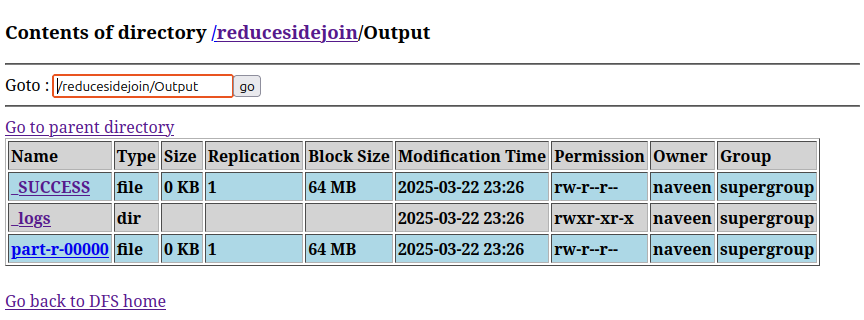 Contents of directory /reducesidejoin/Output
Goto : /reducesidejoin/Output go
Go to parent directory
Name Type Size Replication Block Size Modification Time Permission Owner Group
_SUCCESS file 0 KB 1 64 MB 2025-03-22 23:26 rw-r--r-- naveen supergroup
_logs dir 2025-03-22 23:26 rwxr-xr-x naveen supergroup
part-r-00000 file 0 KB 1 64 MB 2025-03-22 23:26 rw-r--r-- naveen supergroup
Go back to DFS home